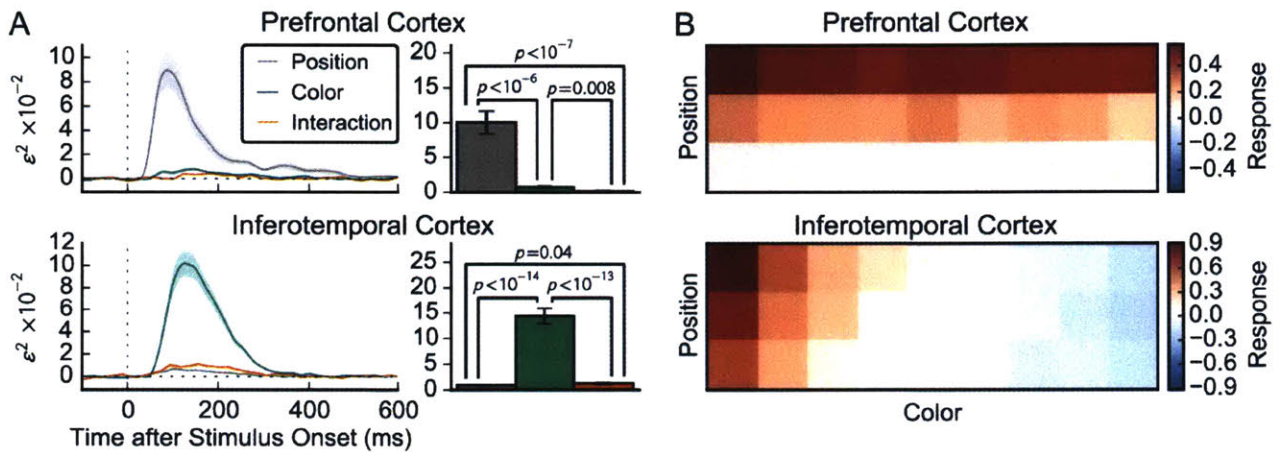 A
Prefrontal Cortex
ε² ×10⁻²
10
8
6
4
2
0
Position
Color
Interaction
20
15
10
5
0
p<10⁻⁷
p<10⁻⁶
p=0.008
Inferotemporal Cortex
ε² ×10⁻²
12
10
8
6
4
2
0
0
200
400
600
Time after Stimulus Onset (ms)
25
20
15
10
5
0
p=0.04
p<10⁻¹⁴
p<10⁻¹³
B
Prefrontal Cortex
Position
0.4
0.2
0.0
−0.2
−0.4
Response
Inferotemporal Cortex
Position
Color
0.9
0.6
0.3
0.0
−0.3
−0.6
−0.9
Response